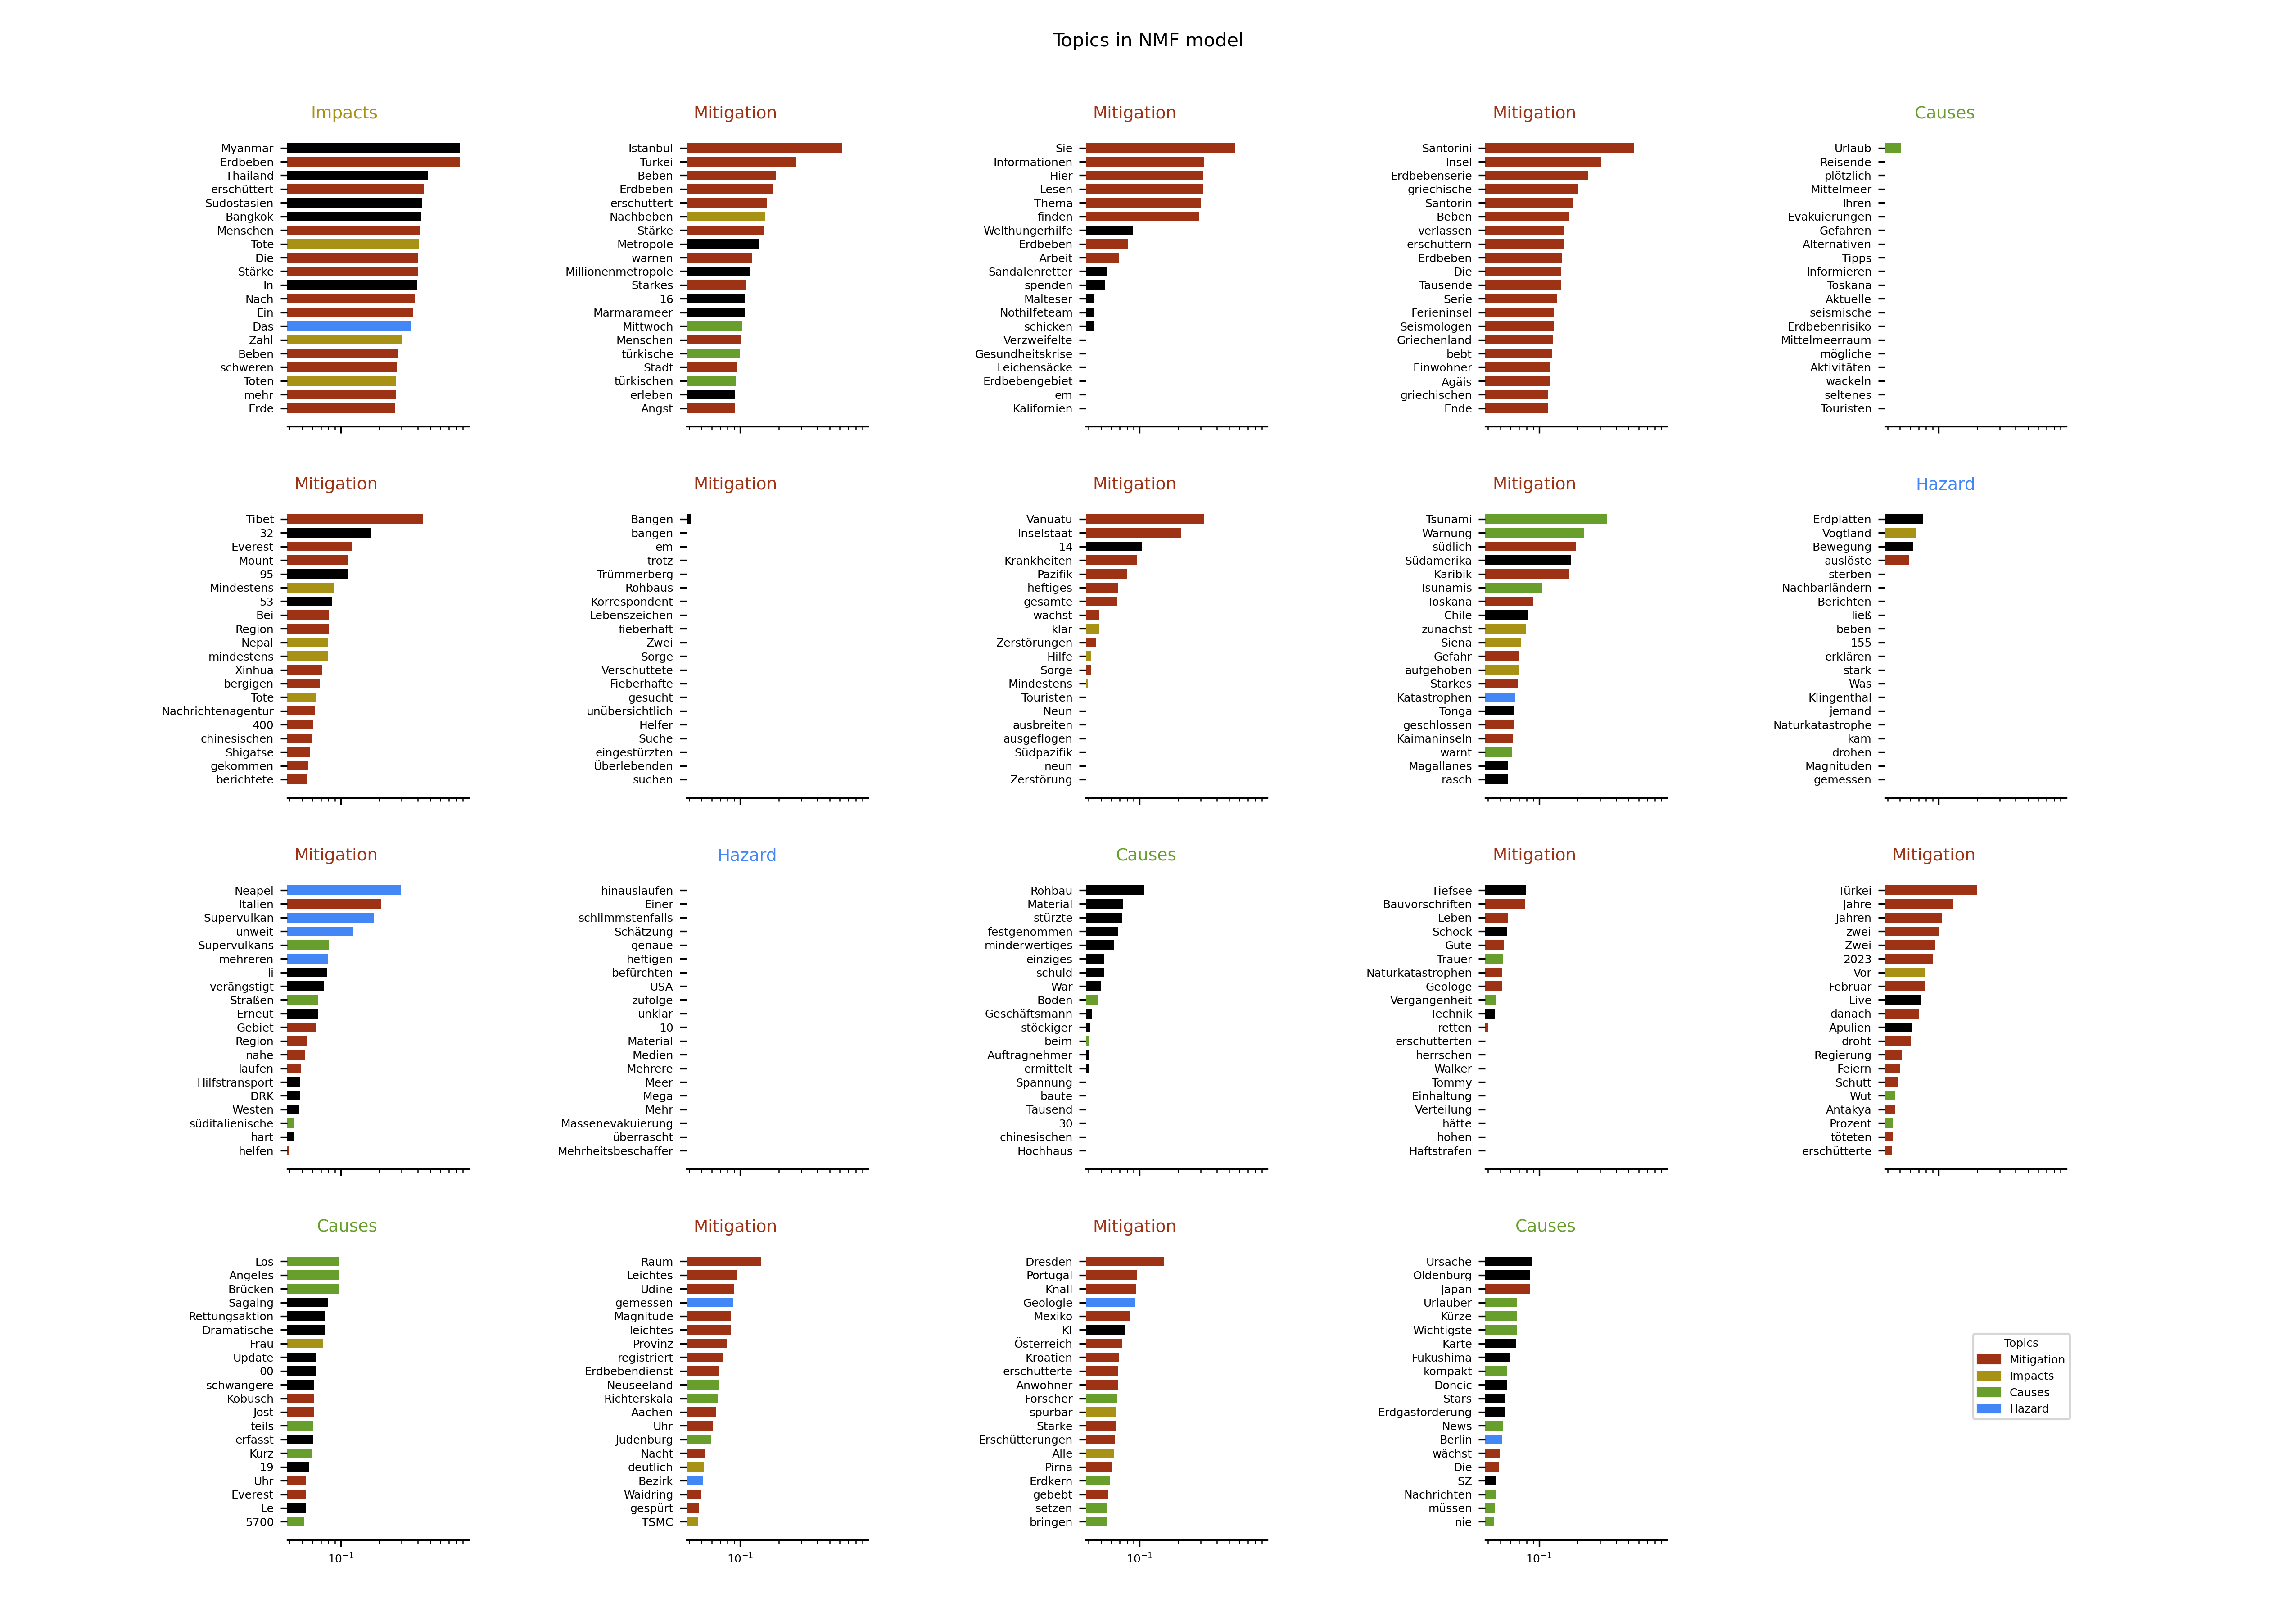 Topics in NMF model
Impacts
Myanmar
Erdbeben
Thailand
erschüttert
Südostasien
Bangkok
Menschen
Tote
Die
Stärke
In
Nach
Ein
Das
Zahl
Beben
schweren
Toten
mehr
Erde
Mitigation
Istanbul
Türkei
Beben
Erdbeben
erschüttert
Nachbeben
Stärke
Metropole
warnen
Millionenmetropole
Starkes
16
Marmarameer
Mittwoch
Menschen
türkische
Stadt
türkischen
erleben
Angst
Mitigation
Sie
Informationen
Hier
Lesen
Thema
finden
Welthungerhilfe
Erdbeben
Arbeit
Sandalenretter
spenden
Malteser
Nothilfeteam
schicken
Verzweifelte
Gesundheitskrise
Leichensäcke
Erdbebengebiet
em
Kalifornien
Mitigation
Santorini
Insel
Erdbebenserie
griechische
Santorin
Beben
verlassen
erschüttern
Erdbeben
Die
Tausende
Serie
Ferieninsel
Seismologen
Griechenland
bebt
Einwohner
Ägäis
griechischen
Ende
Causes
Urlaub
Reisende
plötzlich
Mittelmeer
Ihren
Evakuierungen
Gefahren
Alternativen
Tipps
Informieren
Toskana
Aktuelle
seismische
Erdbebenrisiko
Mittelmeerraum
mögliche
Aktivitäten
wackeln
seltenes
Touristen
Mitigation
Tibet
32
Everest
Mount
95
Mindestens
53
Bei
Region
Nepal
mindestens
Xinhua
bergigen
Tote
Nachrichtenagentur
400
chinesischen
Shigatse
gekommen
berichtete
Mitigation
Bangen
bangen
em
trotz
Trümmerberg
Rohbaus
Korrespondent
Lebenszeichen
fieberhaft
Zwei
Sorge
Verschüttete
Fieberhafte
gesucht
unübersichtlich
Helfer
Suche
eingestürzten
Überlebenden
suchen
Mitigation
Vanuatu
Inselstaat
14
Krankheiten
Pazifik
heftiges
gesamte
wächst
klar
Zerstörungen
Hilfe
Sorge
Mindestens
Touristen
Neun
ausbreiten
ausgeflogen
Südpazifik
neun
Zerstörung
Mitigation
Tsunami
Warnung
südlich
Südamerika
Karibik
Tsunamis
Toskana
Chile
zunächst
Siena
Gefahr
aufgehoben
Starkes
Katastrophen
Tonga
geschlossen
Kaimaninseln
warnt
Magallanes
rasch
Hazard
Erdplatten
Vogtland
Bewegung
auslöste
sterben
Nachbarländern
Berichten
ließ
beben
155
erklären
stark
Was
Klingenthal
jemand
Naturkatastrophe
kam
drohen
Magnituden
gemessen
Mitigation
Neapel
Italien
Supervulkan
unweit
Supervulkans
mehreren
li
verängstigt
Straßen
Erneut
Gebiet
Region
nahe
laufen
Hilfstransport
DRK
Westen
süditalienische
hart
helfen
Hazard
hinauslaufen
Einer
schlimmstenfalls
Schätzung
genaue
heftigen
befürchten
USA
zufolge
unklar
10
Material
Medien
Mehrere
Meer
Mega
Mehr
Massenevakuierung
überrascht
Mehrheitsbeschaffer
Causes
Rohbau
Material
stürzte
festgenommen
minderwertiges
einziges
schuld
War
Boden
Geschäftsmann
stöckiger
beim
Auftragnehmer
ermittelt
Spannung
baute
Tausend
30
chinesischen
Hochhaus
Mitigation
Tiefsee
Bauvorschriften
Leben
Schock
Gute
Trauer
Naturkatastrophen
Geologe
Vergangenheit
Technik
retten
erschütterten
herrschen
Walker
Tommy
Einhaltung
Verteilung
hätte
hohen
Haftstrafen
Mitigation
Türkei
Jahre
Jahren
zwei
Zwei
2023
Vor
Februar
Live
danach
Apulien
droht
Regierung
Feiern
Schutt
Wut
Antakya
Prozent
töteten
erschütterte
Causes
Los
Angeles
Brücken
Sagaing
Rettungsaktion
Dramatische
Frau
Update
00
schwangere
Kobusch
Jost
teils
erfasst
Kurz
19
Uhr
Everest
Le
5700
10⁻¹
Mitigation
Raum
Leichtes
Udine
gemessen
Magnitude
leichtes
Provinz
registriert
Erdbebendienst
Neuseeland
Richterskala
Aachen
Uhr
Judenburg
Nacht
deutlich
Bezirk
Waidring
gespürt
TSMC
10⁻¹
Mitigation
Dresden
Portugal
Knall
Geologie
Mexiko
KI
Österreich
Kroatien
erschütterte
Anwohner
Forscher
spürbar
Stärke
Erschütterungen
Alle
Pirna
Erdkern
gebebt
setzen
bringen
10⁻¹
Causes
Ursache
Oldenburg
Japan
Urlauber
Kürze
Wichtigste
Karte
Fukushima
kompakt
Doncic
Stars
Erdgasförderung
News
Berlin
wächst
Die
SZ
Nachrichten
müssen
nie
10⁻¹
Topics
Mitigation
Impacts
Causes
Hazard